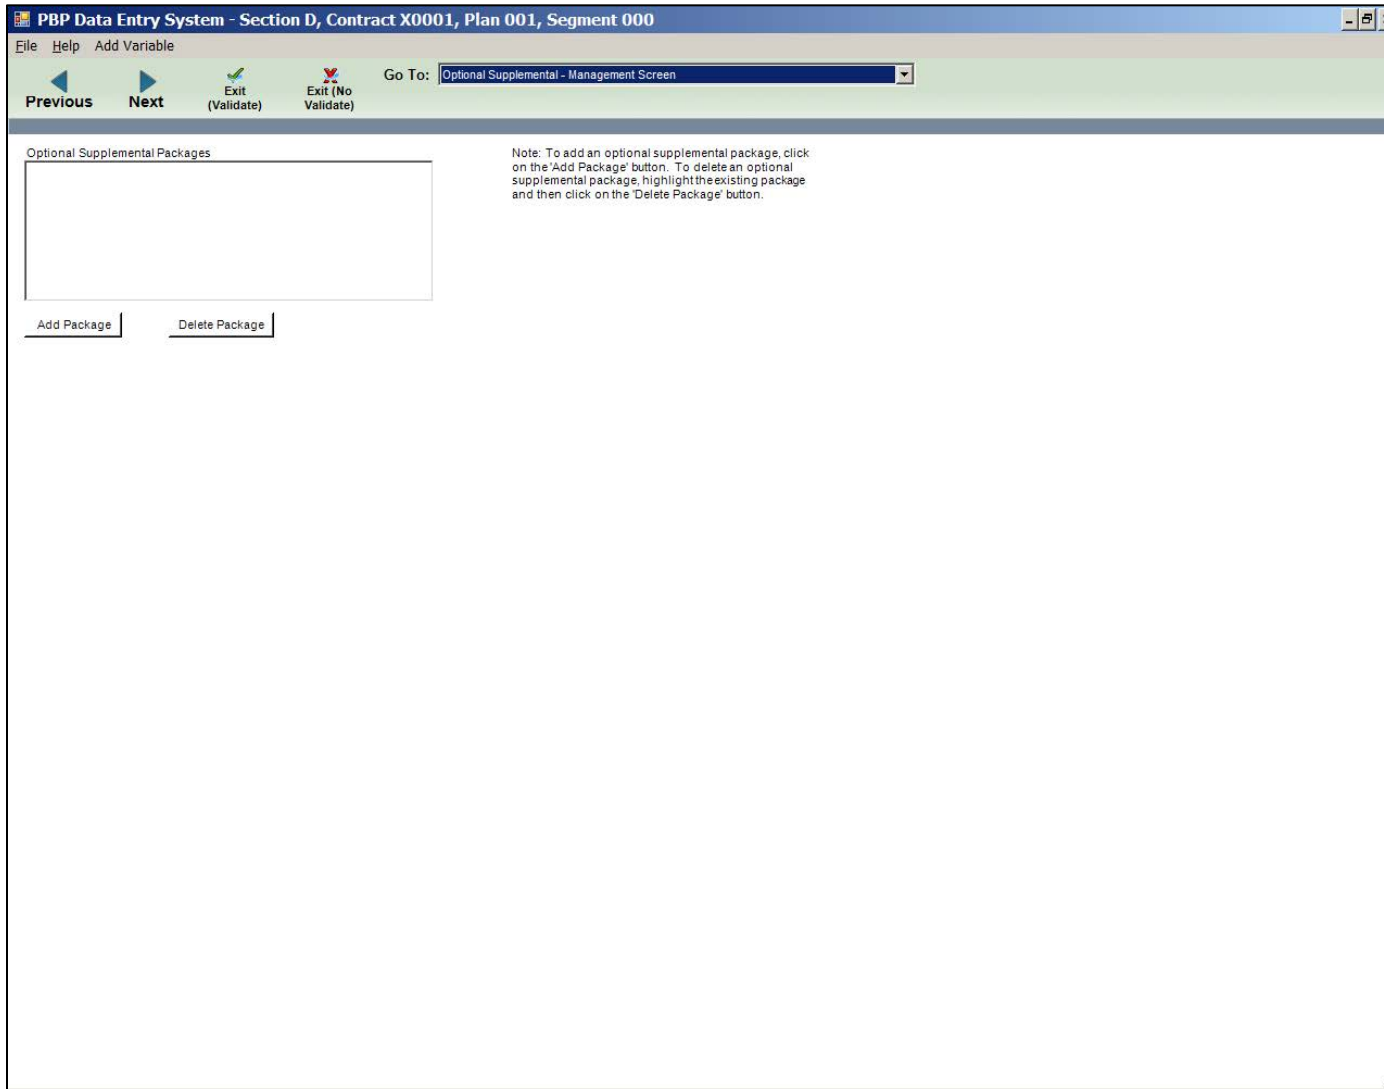 PBP Data Entry System - Section D, Contract X0001, Plan 001, Segment 000
File Help Add Variable
Previous
Next
Exit
(Validate)
Exit (No
Validate)
Go To: Optional Supplemental - Management Screen
Optional Supplemental Packages
Note: To add an optional supplemental package, click
on the 'Add Package' button. To delete an optional
supplemental package, highlight the existing package
and then click on the 'Delete Package' button.
Add Package
Delete Package